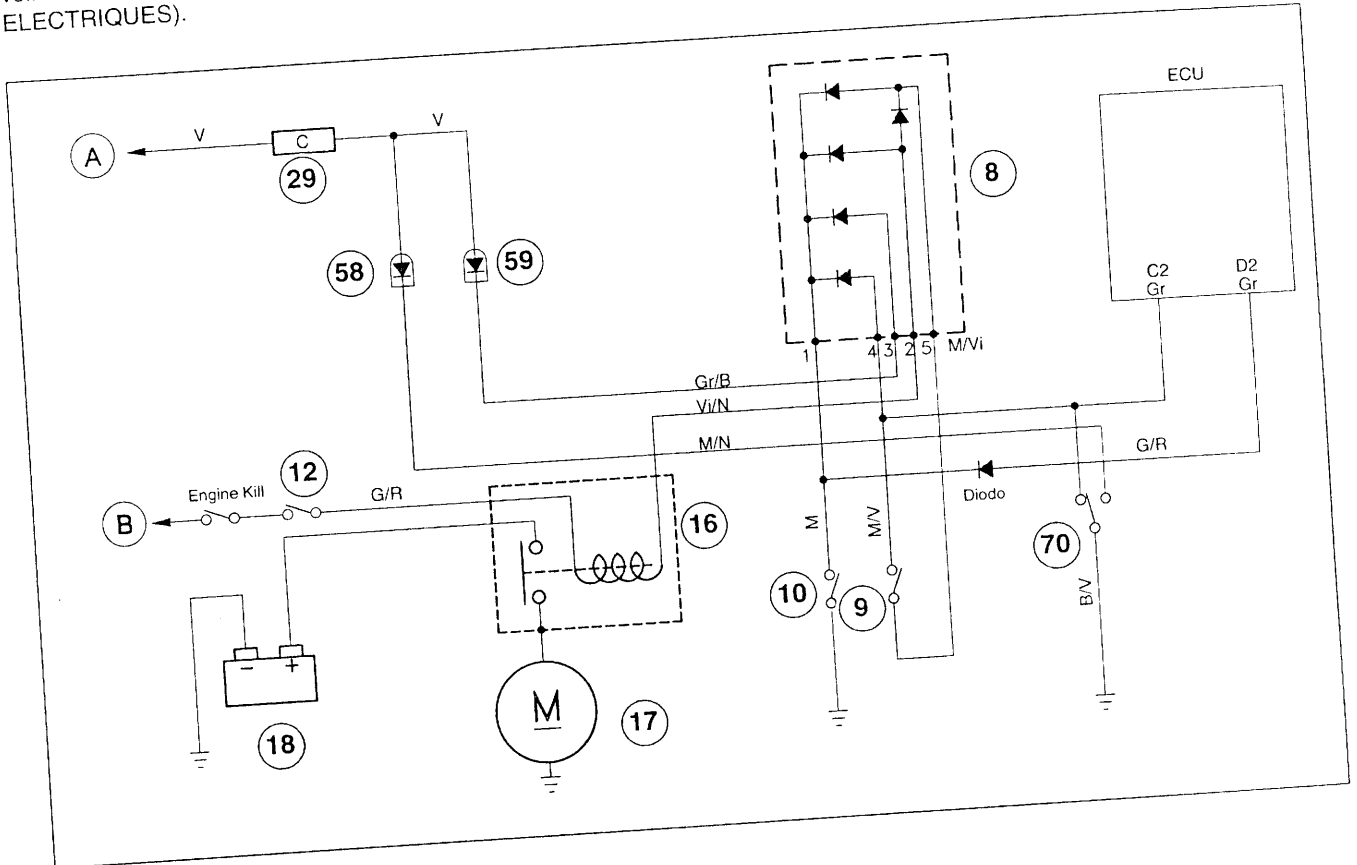 ELECTRIQUES).
ECU
A
V
C
V
29
8
58
59
C2
Gr
D2
Gr
1
4
3
2
5
M/Vi
Gr/B
Vi/N
M/N
G/R
12
Engine Kill
G/R
Diodo
B
16
M
M/V
70
10
9
B/V
- +
M
17
18